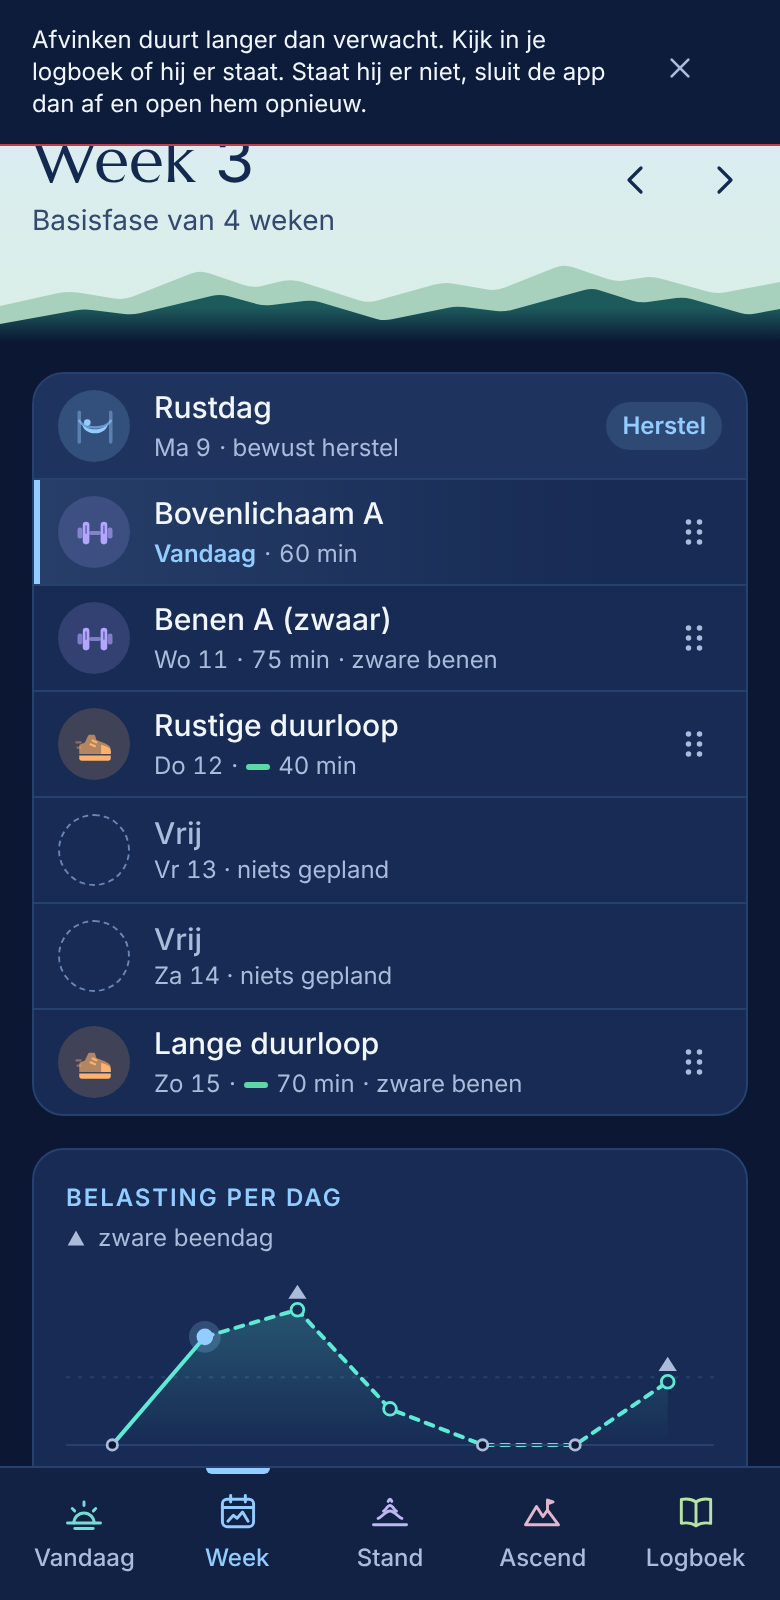 Afvinken duurt langer dan verwacht. Kijk in je
logboek of hij er staat. Staat hij er niet, sluit de app
dan af en open hem opnieuw.
Week 3
Basisfase van 4 weken
Rustdag
Ma 9 · bewust herstel
Herstel
Bovenlichaam A
Vandaag · 60 min
Benen A (zwaar)
Wo 11 · 75 min · zware benen
Rustige duurloop
Do 12 · 40 min
Vrij
Vr 13 · niets gepland
Vrij
Za 14 · niets gepland
Lange duurloop
Zo 15 · 70 min · zware benen
BELASTING PER DAG
zware beendag
Vandaag
Week
Stand
Ascend
Logboek